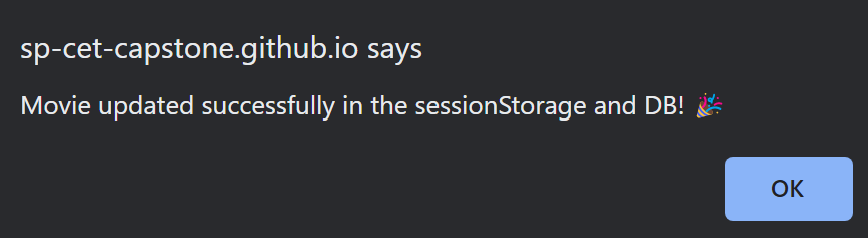 sp-cet-capstone.github.io says
Movie updated successfully in the sessionStorage and DB! 🎉
OK